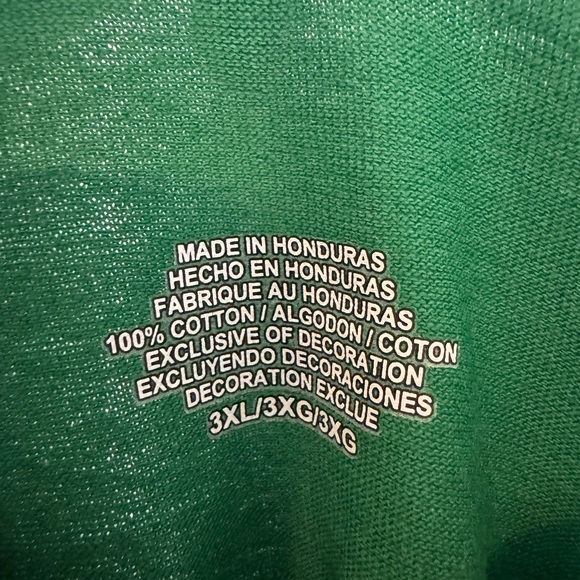 MADE IN HONDURAS
HECHO EN HONDURAS
FABRIQUE AU HONDURAS
100% COTTON / ALGODON / COTON
EXCLUSIVE OF DECORATION
EXCLUYENDO DECORACIONES
DECORATION EXCLUE
3XL/3XG/3XG